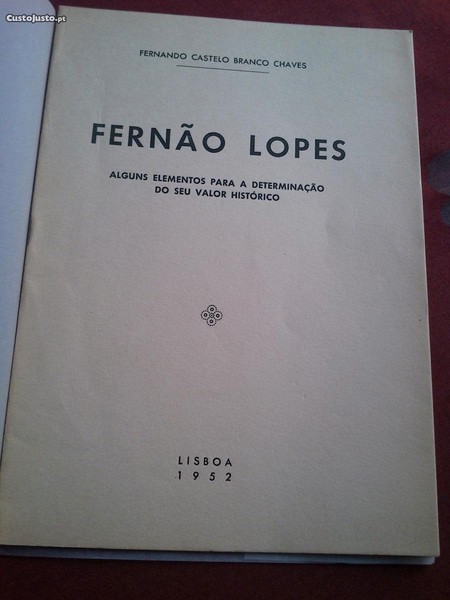 CustoJusto.pt
FERNANDO CASTELO BRANCO CHAVES
FERNÃO LOPES
ALGUNS ELEMENTOS PARA A DETERMINAÇÃO
DO SEU VALOR HISTÓRICO
LISBOA
1952